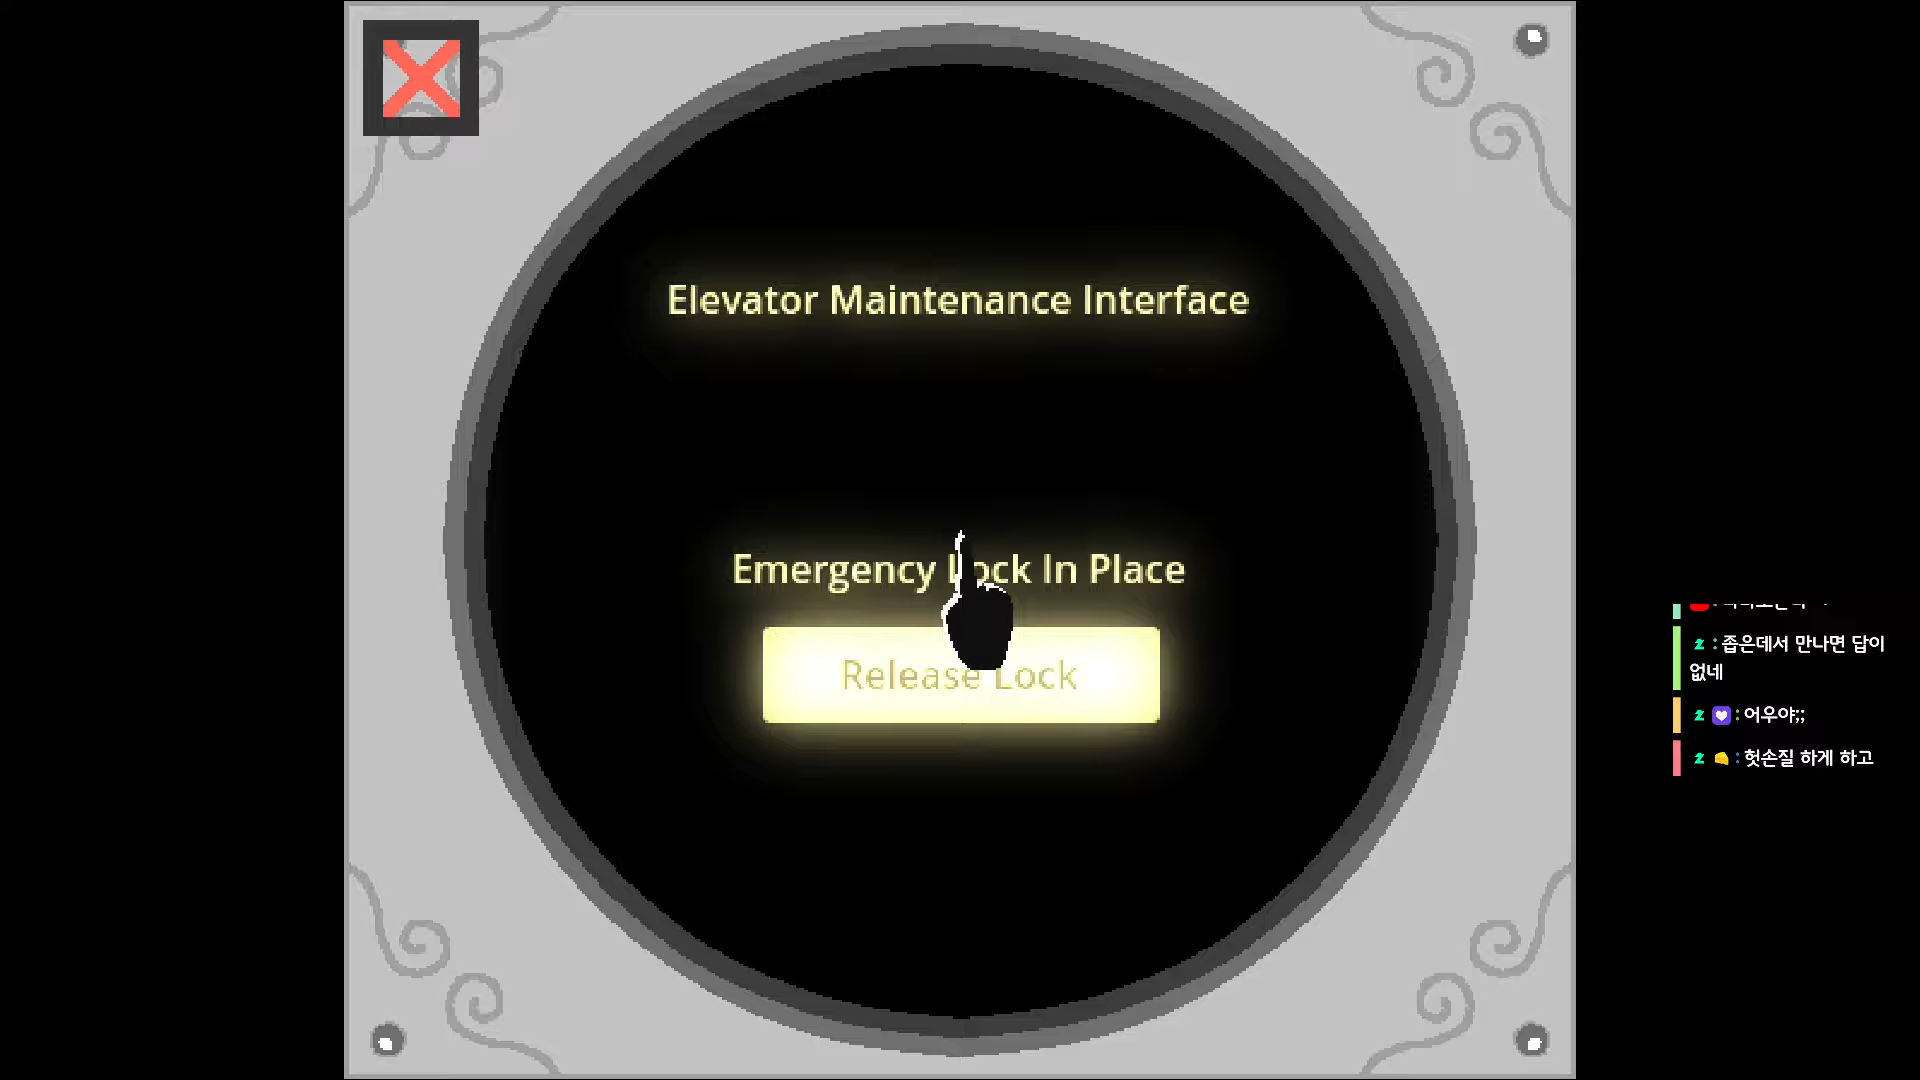 Elevator Maintenance Interface
Emergency Lock In Place
Release Lock
: 좁은데서 만나면 답이
없네
: 어우야;;
: 헛손질 하게 하고